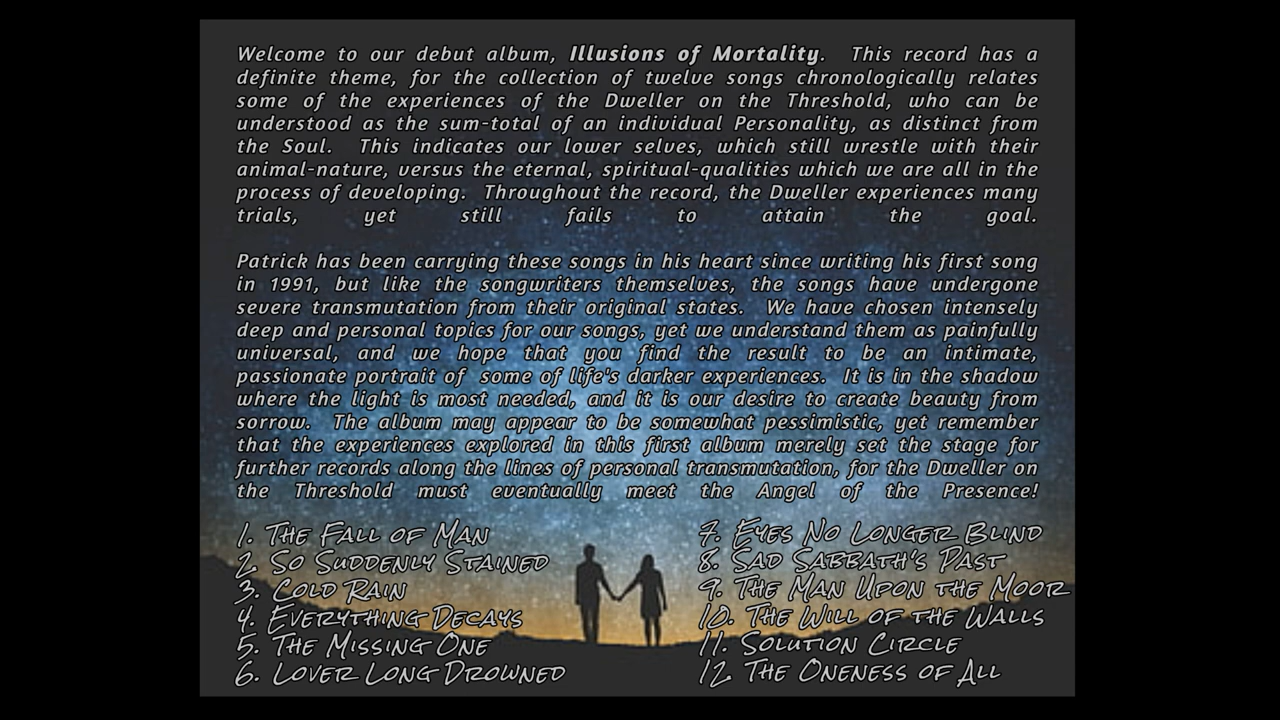 Welcome to our debut album, Illusions of Mortality. This record has a
definite theme, for the collection of twelve songs chronologically relates
some of the experiences of the Dweller on the Threshold, who can be
understood as the sum-total of an individual Personality, as distinct from
the Soul. This indicates our lower selves, which still wrestle with their
animal-nature, versus the eternal, spiritual-qualities which we are all in the
process of developing. Throughout the record, the Dweller experiences many
trials, yet still fails to attain the goal.
Patrick has been carrying these songs in his heart since writing his first song
in 1991, but like the songwriters themselves, the songs have undergone
severe transmutation from their original states. We have chosen intensely
deep and personal topics for our songs, yet we understand them as painfully
universal, and we hope that you find the result to be an intimate,
passionate portrait of some of life's darker experiences. It is in the shadow
where the light is most needed, and it is our desire to create beauty from
sorrow. The album may appear to be somewhat pessimistic, yet remember
that the experiences explored in this first album merely set the stage for
further records along the lines of personal transmutation, for the Dweller on
the Threshold must eventually meet the Angel of the Presence!
1. The Fall of Man
2. So Suddenly Stained
3. Cold Rain
4. Everything Decays
5. The Missing One
6. Lover Long Drowned
7. Eyes No Longer Blind
8. Sad Sabbath's Past
9. The Man Upon the Moor
10. The Will of the Walls
11. Solution Circle
12. The Oneness of All